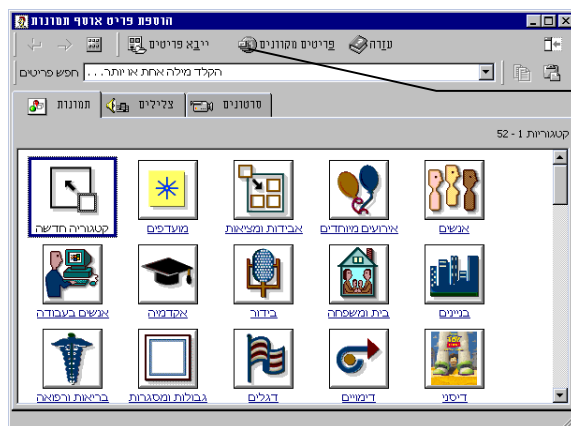 הוספת פריט אוסף תמונות
ייבא פריטים פריטים מקוונים עזרה
חפש פריטים הקלד מילה אחת או יותר...
תמונות צלילים סרטונים
קטגוריות 1 - 52
קטגוריה חדשה מועדפים אבידות ומציאות אירועים מיוחדים אנשים
אנשים בעבודה אקדמיה בידור בית ומשפחה בניינים
בריאות ורפואה גבולות ומסגרות דגלים דימויים דיסני